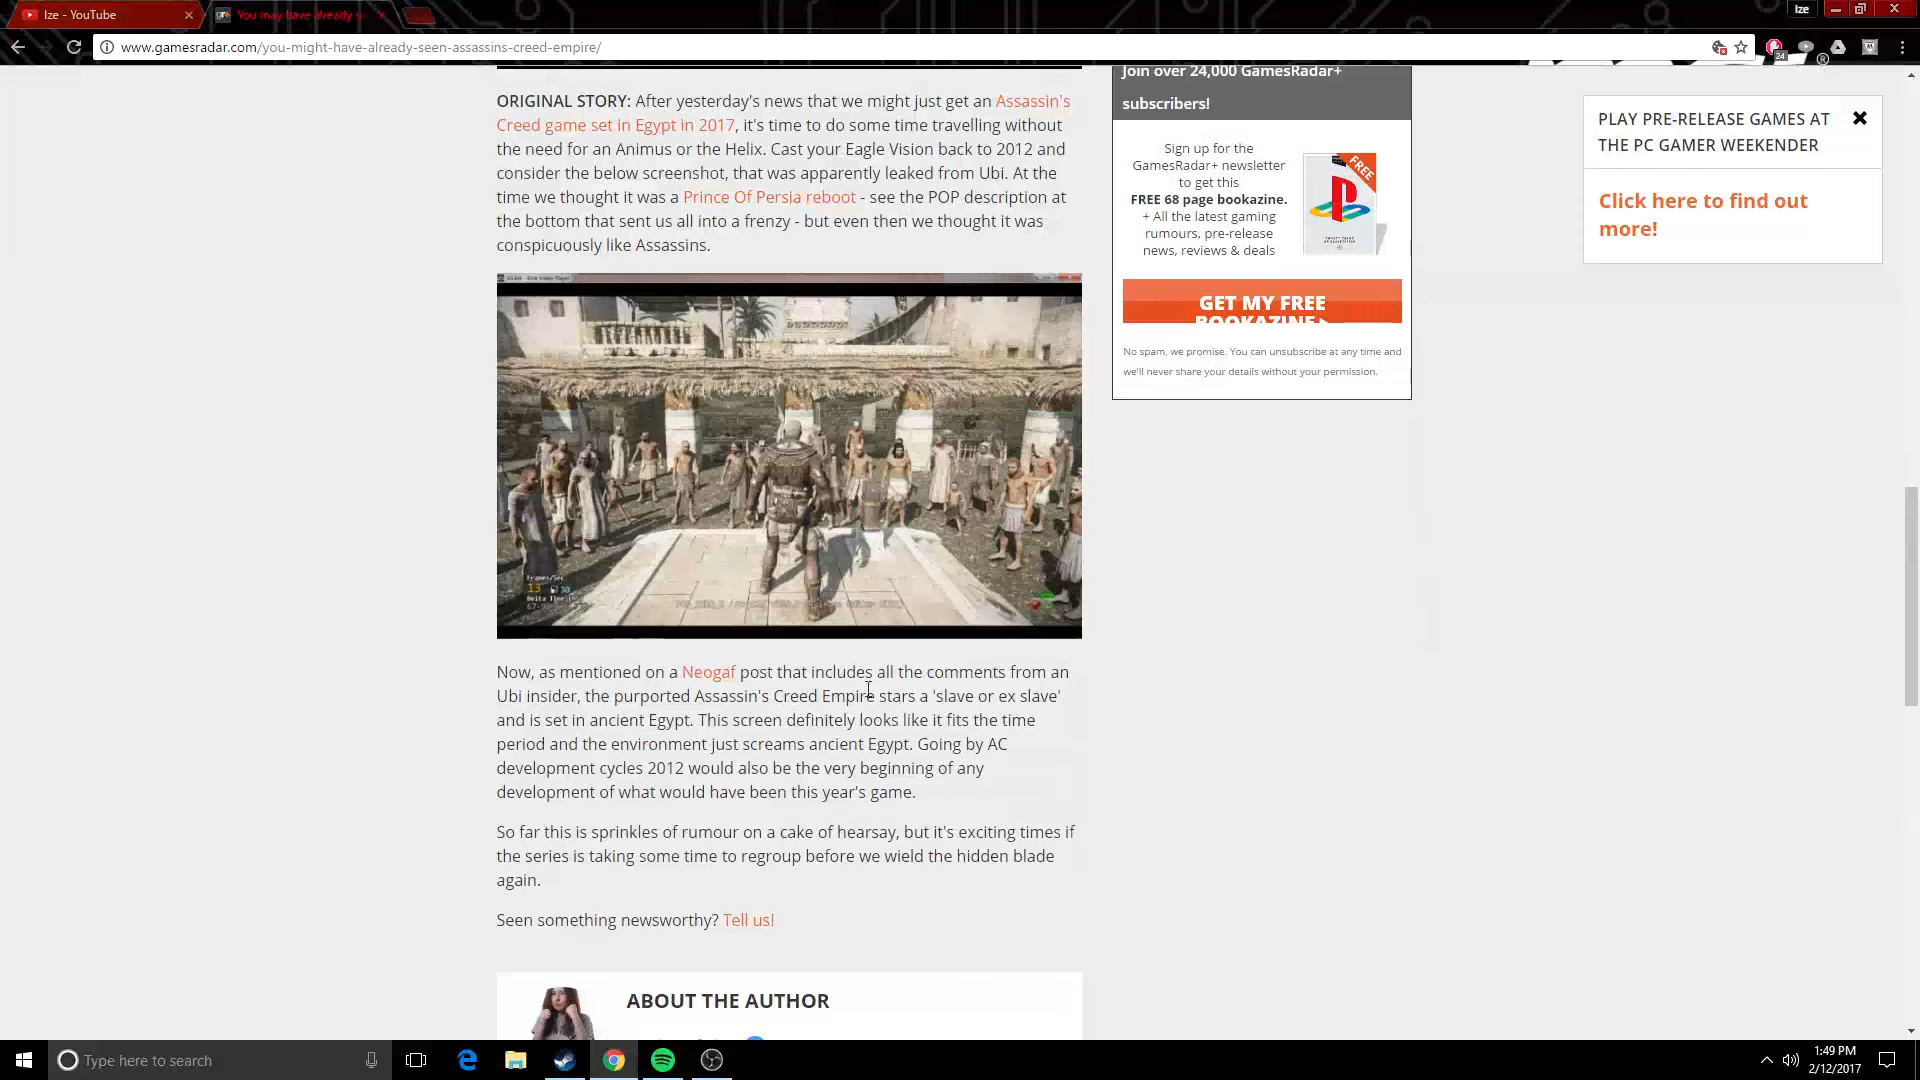 Ize - YouTube
You may have already s
Ize
www.gamesradar.com/you-might-have-already-seen-assassins-creed-empire/
24
ORIGINAL STORY: After yesterday's news that we might just get an Assassin's
Creed game set in Egypt in 2017, it's time to do some time travelling without
the need for an Animus or the Helix. Cast your Eagle Vision back to 2012 and
consider the below screenshot, that was apparently leaked from Ubi. At the
time we thought it was a Prince Of Persia reboot - see the POP description at
the bottom that sent us all into a frenzy - but even then we thought it was
conspicuously like Assassins.
Frames/Sec
13
30
Now, as mentioned on a Neogaf post that includes all the comments from an
Ubi insider, the purported Assassin's Creed Empire stars a 'slave or ex slave'
and is set in ancient Egypt. This screen definitely looks like it fits the time
period and the environment just screams ancient Egypt. Going by AC
development cycles 2012 would also be the very beginning of any
development of what would have been this year's game.
So far this is sprinkles of rumour on a cake of hearsay, but it's exciting times if
the series is taking some time to regroup before we wield the hidden blade
again.
Seen something newsworthy? Tell us!
ABOUT THE AUTHOR
Join over 24,000 GamesRadar+
subscribers!
Sign up for the
GamesRadar+ newsletter
to get this
FREE 68 page bookazine.
+ All the latest gaming
rumours, pre-release
news, reviews & deals
FREE
GET MY FREE
BOOKAZINE
No spam, we promise. You can unsubscribe at any time and
we'll never share your details without your permission.
PLAY PRE-RELEASE GAMES AT
THE PC GAMER WEEKENDER
Click here to find out
more!
Type here to search
1:49 PM
2/12/2017